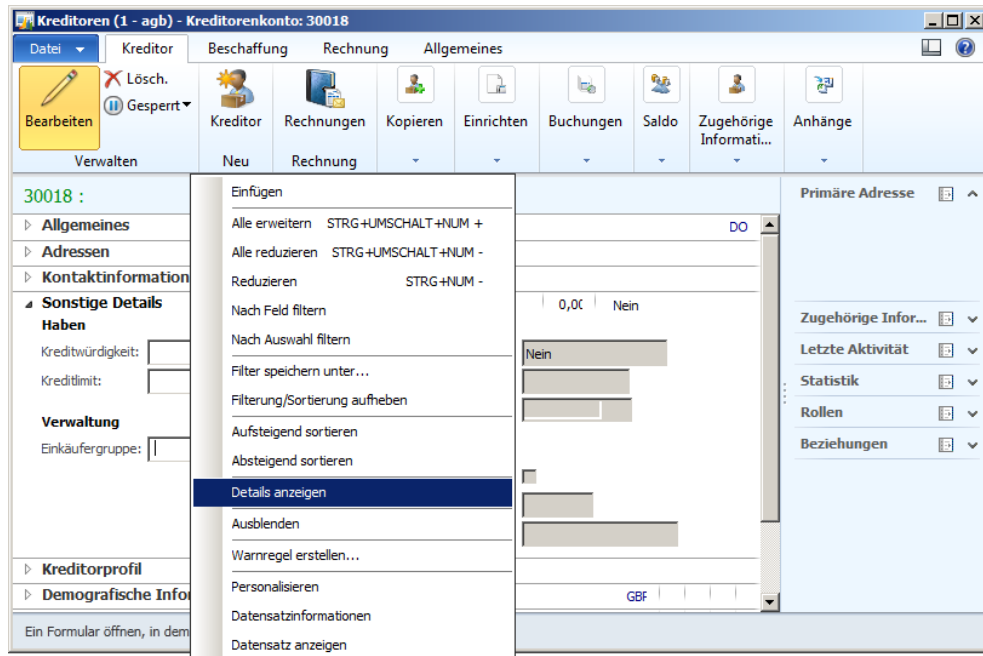 Kreditoren (1 - agb) - Kreditorenkonto: 30018
Datei Kreditor Beschaffung Rechnung Allgemeines
Bearbeiten
Lösch.
Gesperrt
Kreditor
Rechnungen
Kopieren
Einrichten
Buchungen
Saldo
Zugehörige
Informati...
Anhänge
Verwalten Neu Rechnung
30018 :
Allgemeines DO
Adressen
Kontaktinformation
Sonstige Details 0,00 Nein
Haben
Kreditwürdigkeit: Nein
Kreditlimit:
Verwaltung
Einkäufergruppe:
Kreditorprofil
Demografische Infor GBP
Ein Formular öffnen, in dem
Einfügen
Alle erweitern STRG+UMSCHALT+NUM +
Alle reduzieren STRG+UMSCHALT+NUM -
Reduzieren STRG+NUM -
Nach Feld filtern
Nach Auswahl filtern
Filter speichern unter...
Filterung/Sortierung aufheben
Aufsteigend sortieren
Absteigend sortieren
Details anzeigen
Ausblenden
Warnregel erstellen...
Personalisieren
Datensatzinformationen
Datensatz anzeigen
Primäre Adresse
Zugehörige Infor...
Letzte Aktivität
Statistik
Rollen
Beziehungen